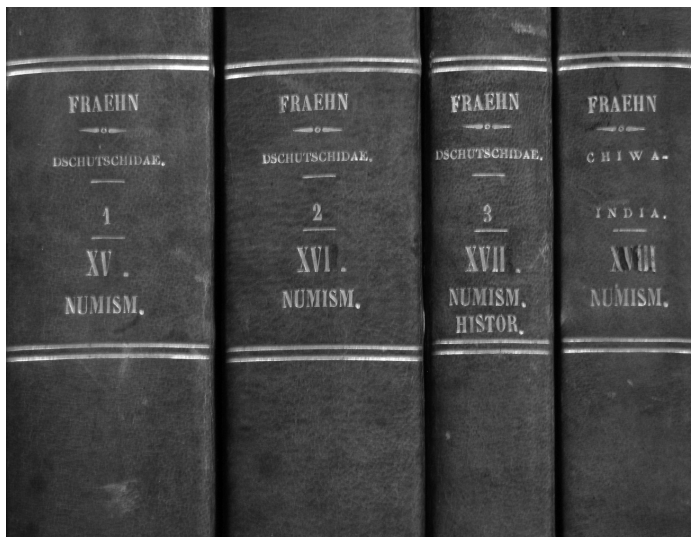 FRAEHN
DSCHUTSCHIDAE.
1
XV.
NUMISM.
FRAEHN
DSCHUTSCHIDAE.
2
XVI.
NUMISM.
FRAEHN
DSCHUTSCHIDAE.
3
XVII.
NUMISM.
HISTOR.
FRAEHN
CHIWA.
INDIA.
XVIII
NUMISM.